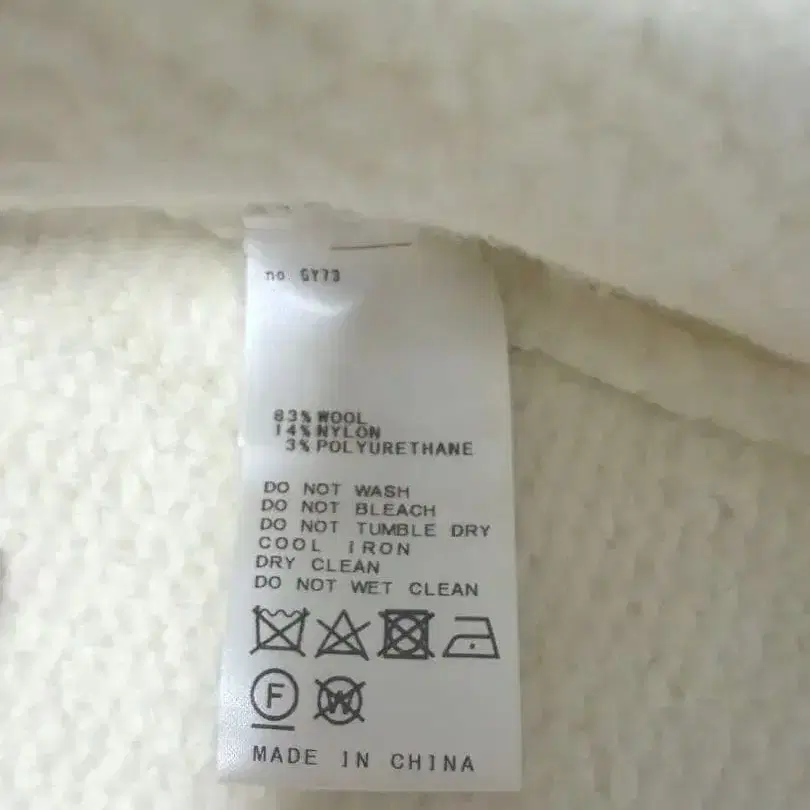 no. GY73
83% WOOL
14% NYLON
3% POLYURETHANE
DO NOT WASH
DO NOT BLEACH
DO NOT TUMBLE DRY
COOL IRON
DRY CLEAN
DO NOT WET CLEAN
F W
MADE IN CHINA